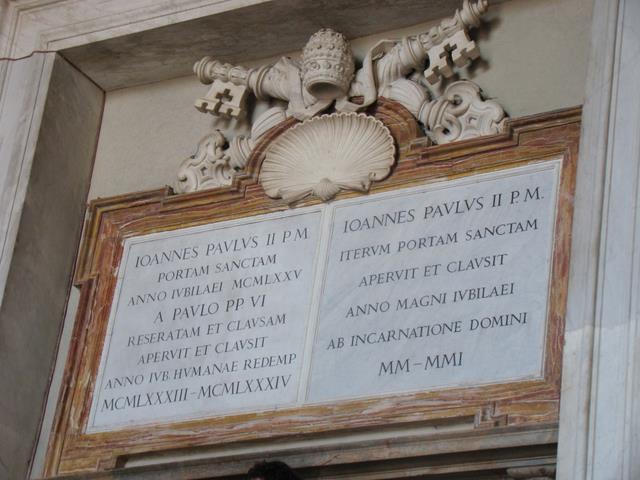 IOANNES PAVLVS II P.M
PORTAM SANCTAM
ANNO IVBILAEI MCMLXXV
A PAVLO PP VI
RESERATAM ET CLAVSAM
APERVIT ET CLAVSIT
ANNO IVB. HVMANAE REDEMP.
MCMLXXXIII-MCMLXXXIV
IOANNES PAVLVS II P.M.
ITERVM PORTAM SANCTAM
APERVIT ET CLAVSIT
ANNO MAGNI IVBILAEI
AB INCARNATIONE DOMINI
MM-MMI